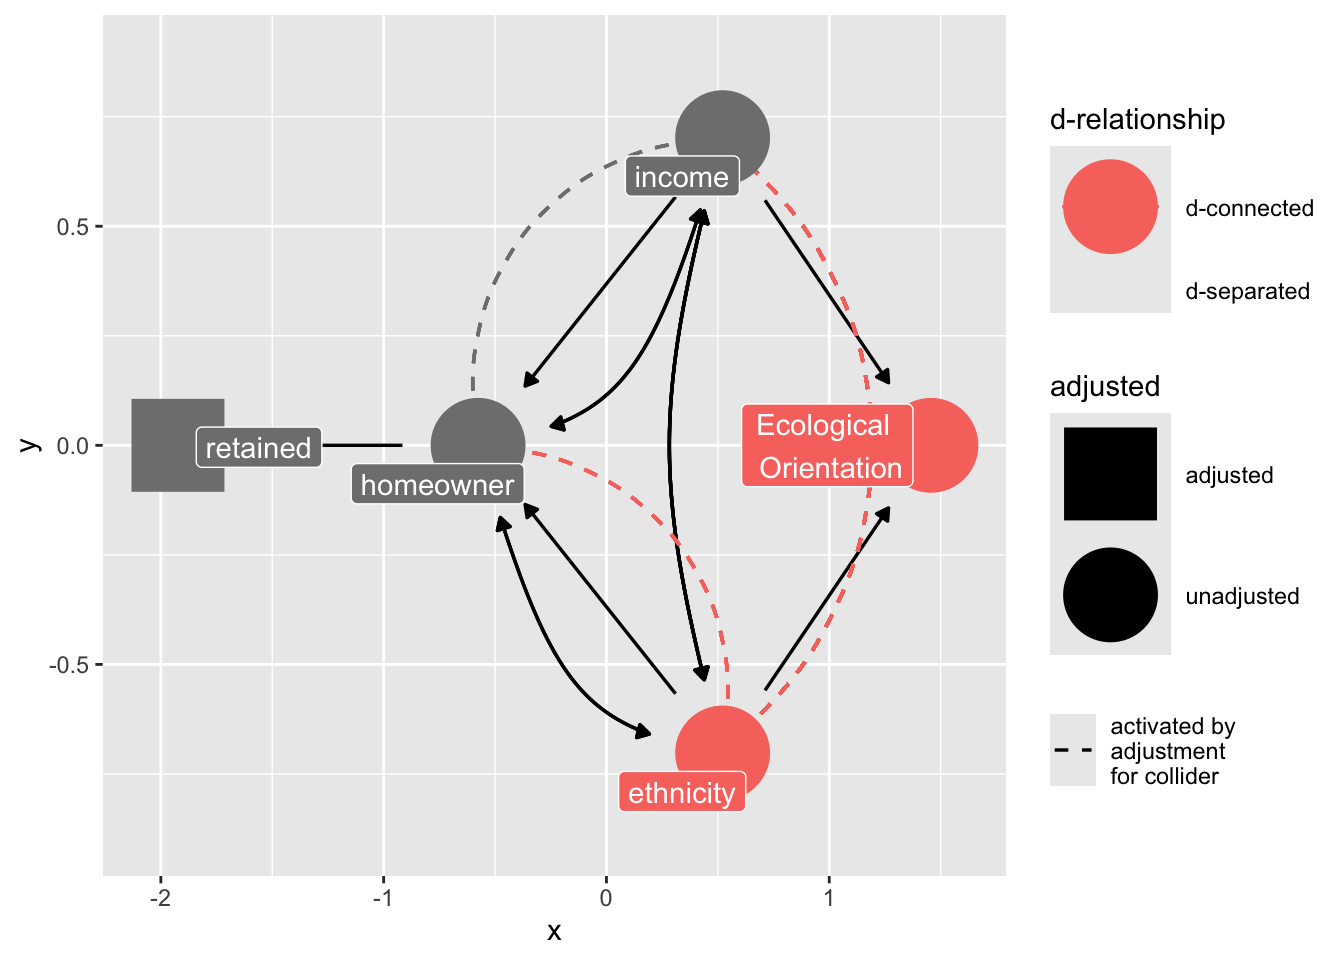 income
retained
homeowner
Ecological
Orientation
ethnicity
0.5
0.0
-0.5
-2
-1
0
1
x
y
d-relationship
d-connected
d-separated
adjusted
adjusted
unadjusted
activated by
adjustment
for collider